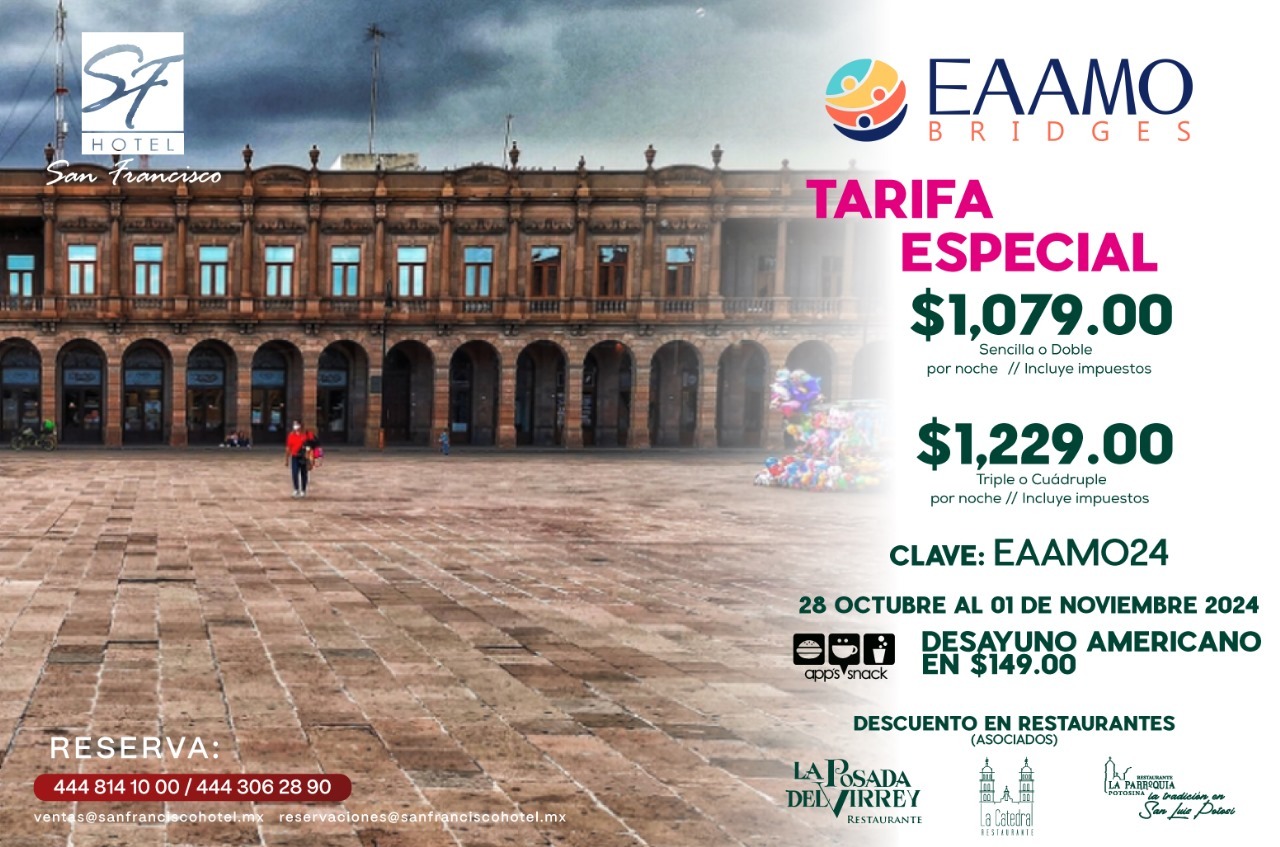 SF
HOTEL
San Francisco
EAAMO
BRIDGES
TARIFA
ESPECIAL
$1,079.00
Sencilla o Doble
por noche // Incluye impuestos
$1,229.00
Triple o Cuádruple
por noche // Incluye impuestos
CLAVE: EAAMO24
28 OCTUBRE AL 01 DE NOVIEMBRE 2024
app's snack
DESAYUNO AMERICANO
EN $149.00
DESCUENTO EN RESTAURANTES
(ASOCIADOS)
LA POSADA
DEL VIRREY
RESTAURANTE
La Catedral
RESTAURANTE
RESTAURANTE
LA PARROQUIA
POTOSINA la tradición en
San Luis Potosí
RESERVA:
444 814 10 00 / 444 306 28 90
ventas@sanfranciscohotel.mx reservaciones@sanfranciscohotel.mx